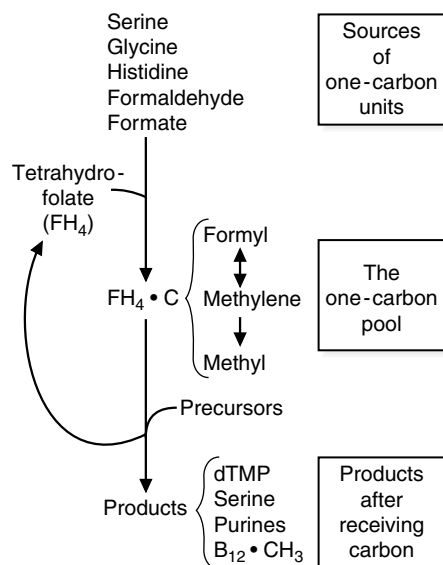 Serine
Glycine
Histidine
Formaldehyde
Formate
Sources
of
one-carbon
units
Tetrahydro-
folate
(FH₄)
FH₄ • C
Formyl
Methylene
Methyl
The
one-carbon
pool
Precursors
Products
dTMP
Serine
Purines
B₁₂ • CH₃
Products
after
receiving
carbon